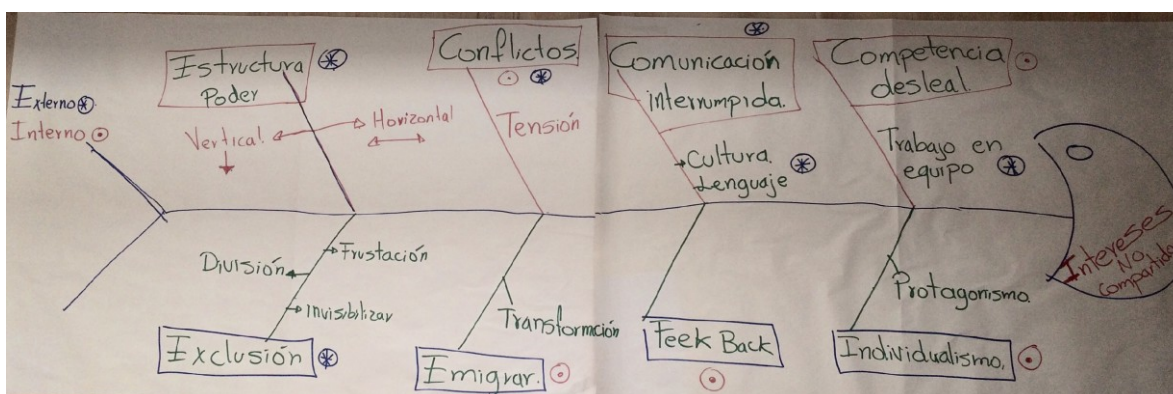 Externo
Interno
Estructura
Poder
Vertical
Horizontal
Conflictos
Tensión
Comunicación
interrumpida.
Cultura
Lenguaje
Competencia
desleal.
Trabajo en
equipo
Intereses
No
Compartido
División
Frustación
Invisibilizar
Exclusión
Transformación
Emigrar.
Feek Back
Protagonismo
Individualismo.